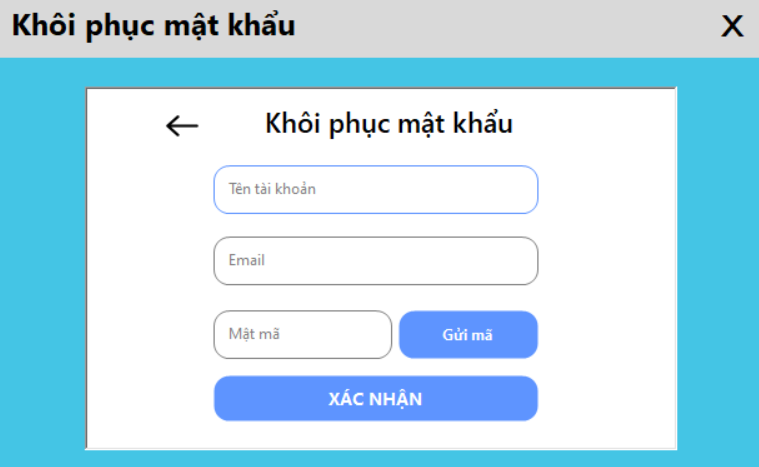 Khôi phục mật khẩu X
Khôi phục mật khẩu
Tên tài khoản
Email
Mật mã Gửi mã
XÁC NHẬN